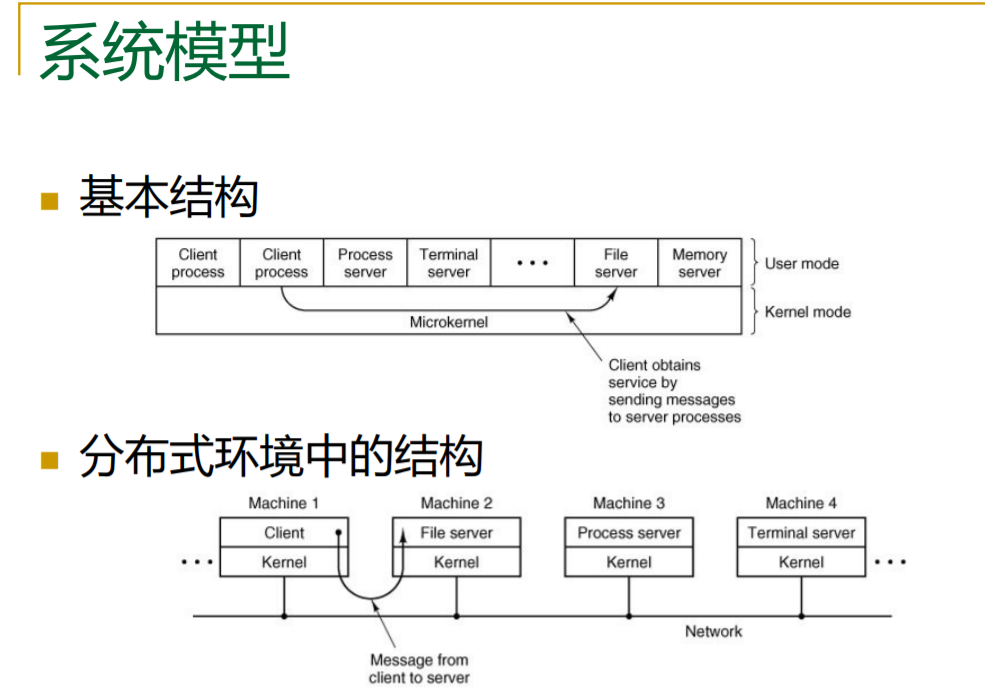 系统模型
基本结构
Client process
Client process
Process server
Terminal server
• • •
File server
Memory server
User mode
Microkernel
Kernel mode
Client obtains
service by
sending messages
to server processes
分布式环境中的结构
Machine 1
Machine 2
Machine 3
Machine 4
Client
File server
Process server
Terminal server
• • •
Kernel
Kernel
Kernel
Kernel
• • •
Network
Message from
client to server